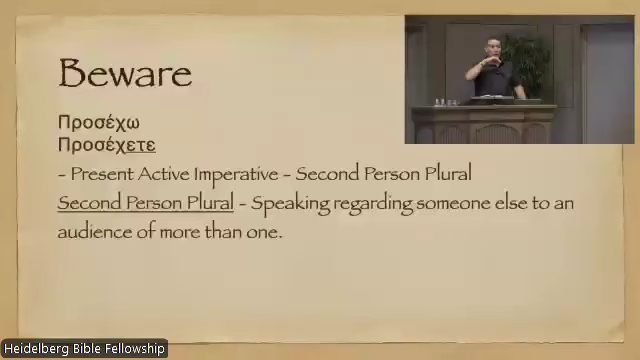 Beware
Προσέχω
Προσέχετε
- Present Active Imperative - Second Person Plural
Second Person Plural - Speaking regarding someone else to an
audience of more than one.
Heidelberg Bible Fellowship